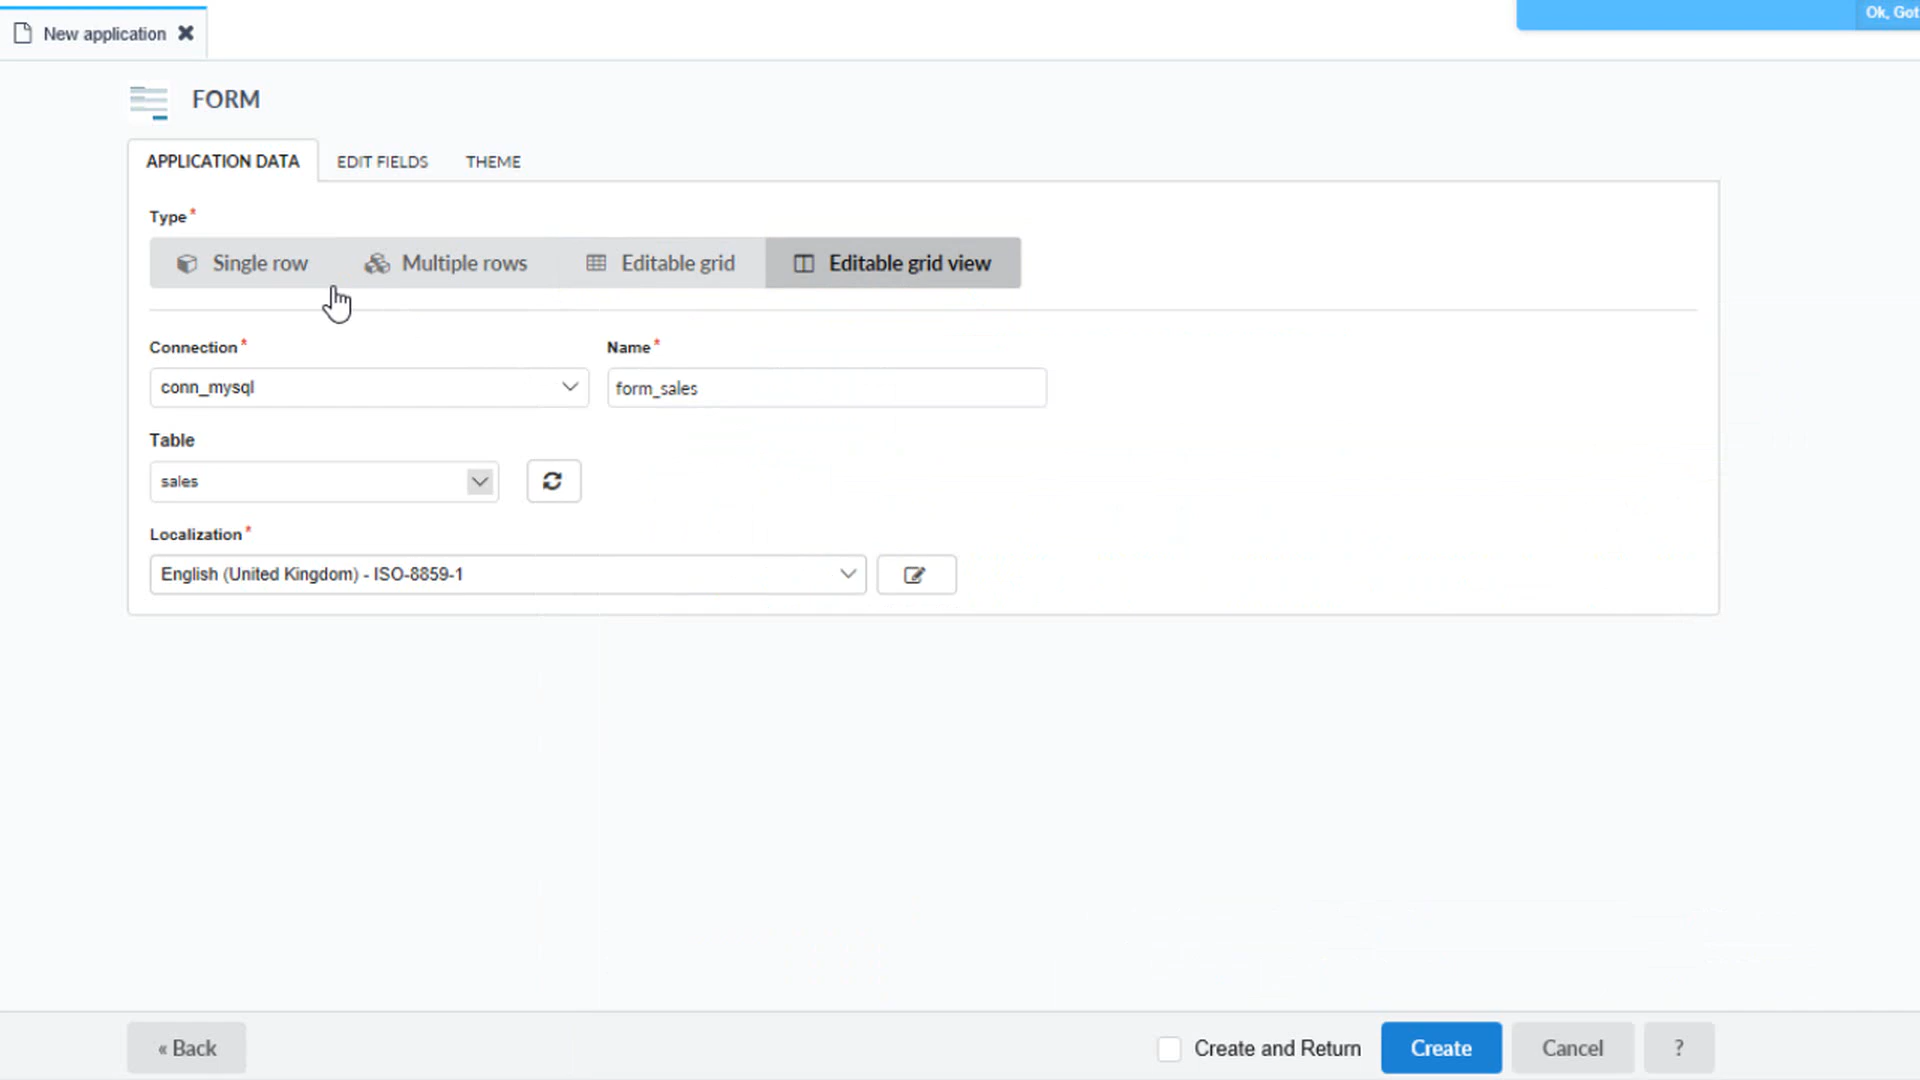 New application
Ok, Got
FORM
APPLICATION DATA EDIT FIELDS THEME
Type *
Single row Multiple rows Editable grid Editable grid view
Connection * Name *
conn_mysql form_sales
Table
sales
Localization *
English (United Kingdom) - ISO-8859-1
« Back Create and Return Create Cancel ?